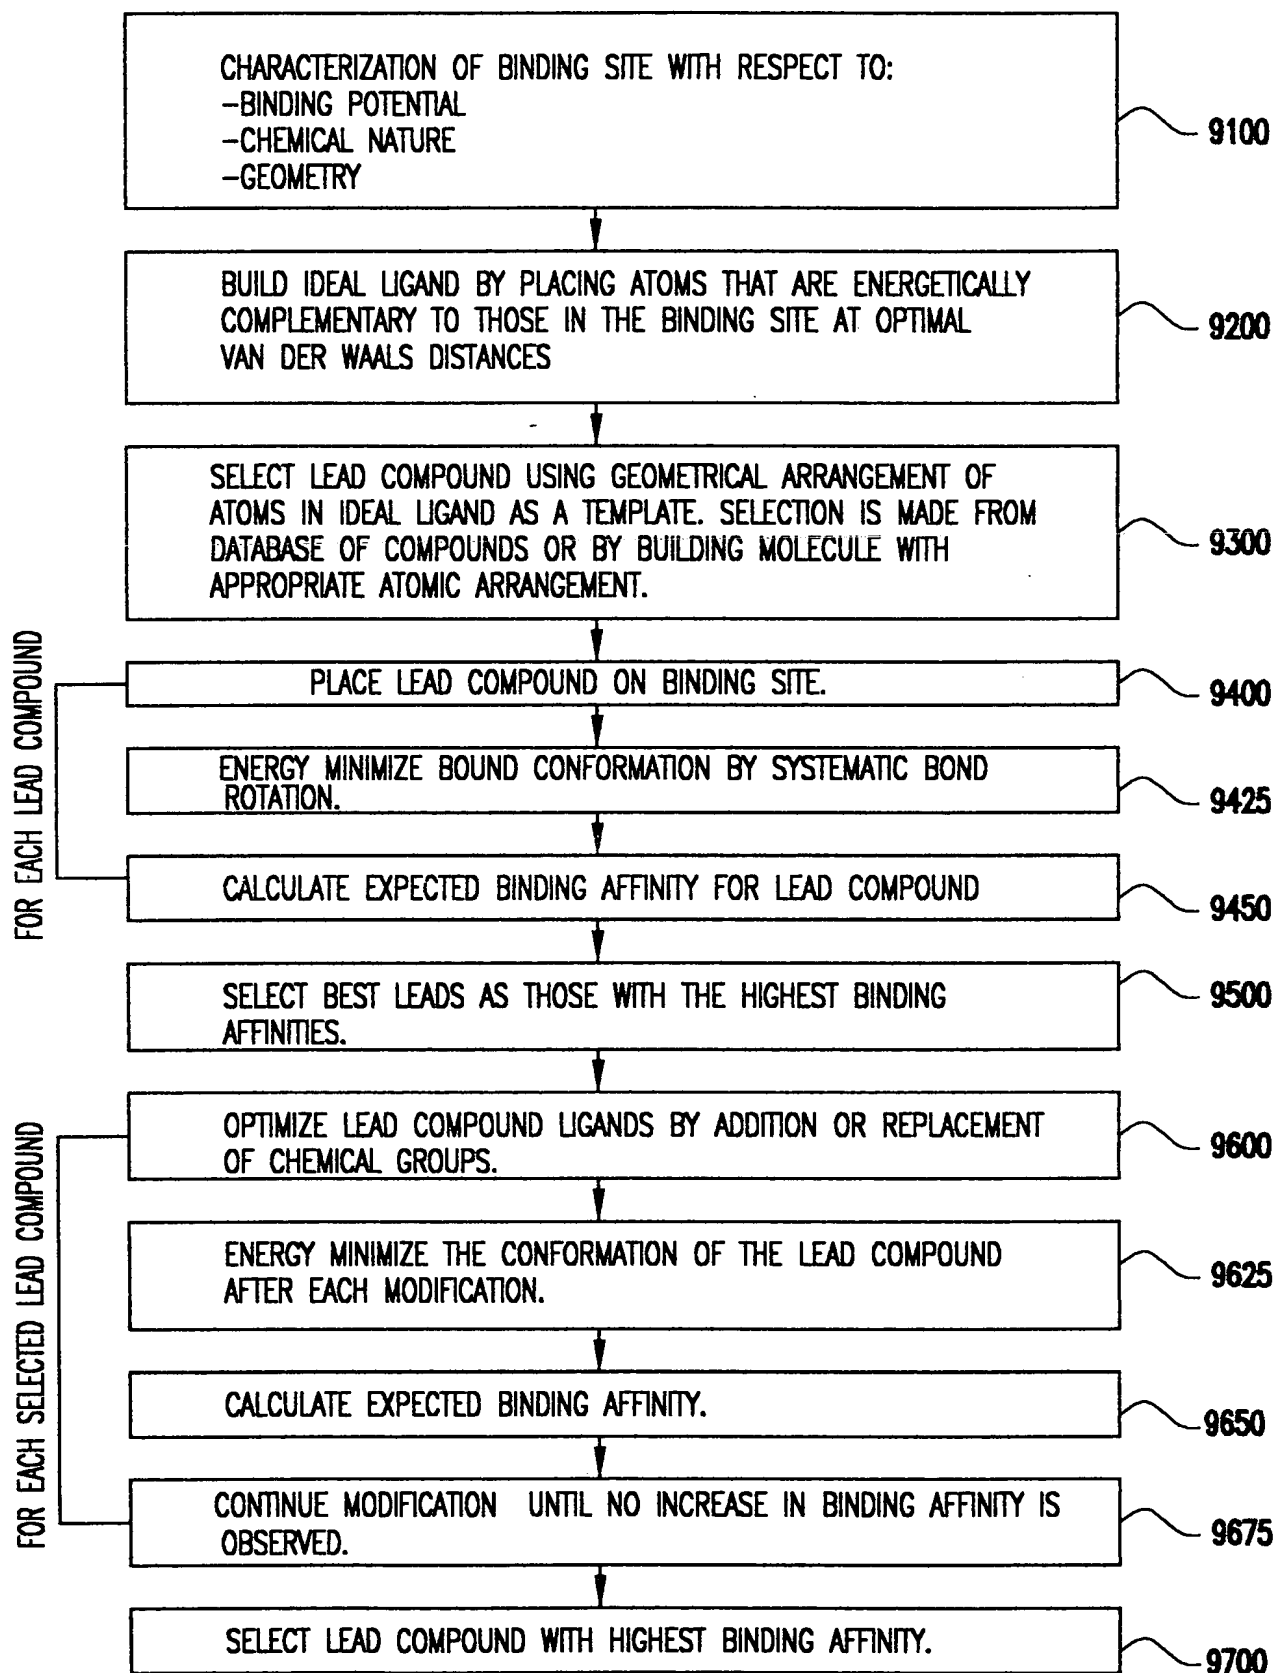 CHARACTERIZATION OF BINDING SITE WITH RESPECT TO:
-BINDING POTENTIAL
-CHEMICAL NATURE
-GEOMETRY
9100
BUILD IDEAL LIGAND BY PLACING ATOMS THAT ARE ENERGETICALLY
COMPLEMENTARY TO THOSE IN THE BINDING SITE AT OPTIMAL
VAN DER WAALS DISTANCES
9200
SELECT LEAD COMPOUND USING GEOMETRICAL ARRANGEMENT OF
ATOMS IN IDEAL LIGAND AS A TEMPLATE. SELECTION IS MADE FROM
DATABASE OF COMPOUNDS OR BY BUILDING MOLECULE WITH
APPROPRIATE ATOMIC ARRANGEMENT.
9300
FOR EACH LEAD COMPOUND
PLACE LEAD COMPOUND ON BINDING SITE.
9400
ENERGY MINIMIZE BOUND CONFORMATION BY SYSTEMATIC BOND
ROTATION.
9425
CALCULATE EXPECTED BINDING AFFINITY FOR LEAD COMPOUND
9450
SELECT BEST LEADS AS THOSE WITH THE HIGHEST BINDING
AFFINITIES.
9500
FOR EACH SELECTED LEAD COMPOUND
OPTIMIZE LEAD COMPOUND LIGANDS BY ADDITION OR REPLACEMENT
OF CHEMICAL GROUPS.
9600
ENERGY MINIMIZE THE CONFORMATION OF THE LEAD COMPOUND
AFTER EACH MODIFICATION.
9625
CALCULATE EXPECTED BINDING AFFINITY.
9650
CONTINUE MODIFICATION UNTIL NO INCREASE IN BINDING AFFINITY IS
OBSERVED.
9675
SELECT LEAD COMPOUND WITH HIGHEST BINDING AFFINITY.
9700